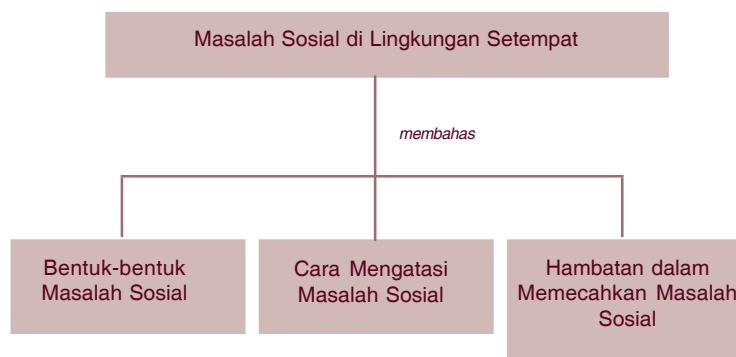 Masalah Sosial di Lingkungan Setempat
membahas
Bentuk-bentuk
Masalah Sosial
Cara Mengatasi
Masalah Sosial
Hambatan dalam
Memecahkan Masalah
Sosial